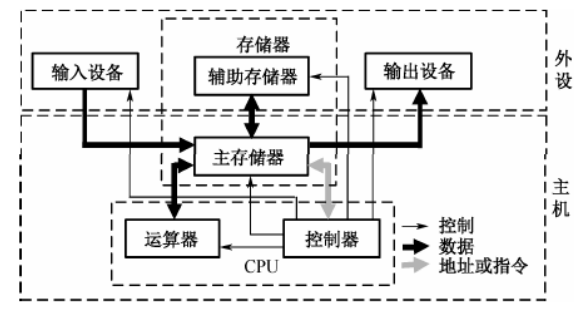 存储器
输入设备
辅助存储器
输出设备
外设
主存储器
主机
运算器
控制器
CPU
控制
数据
地址或指令